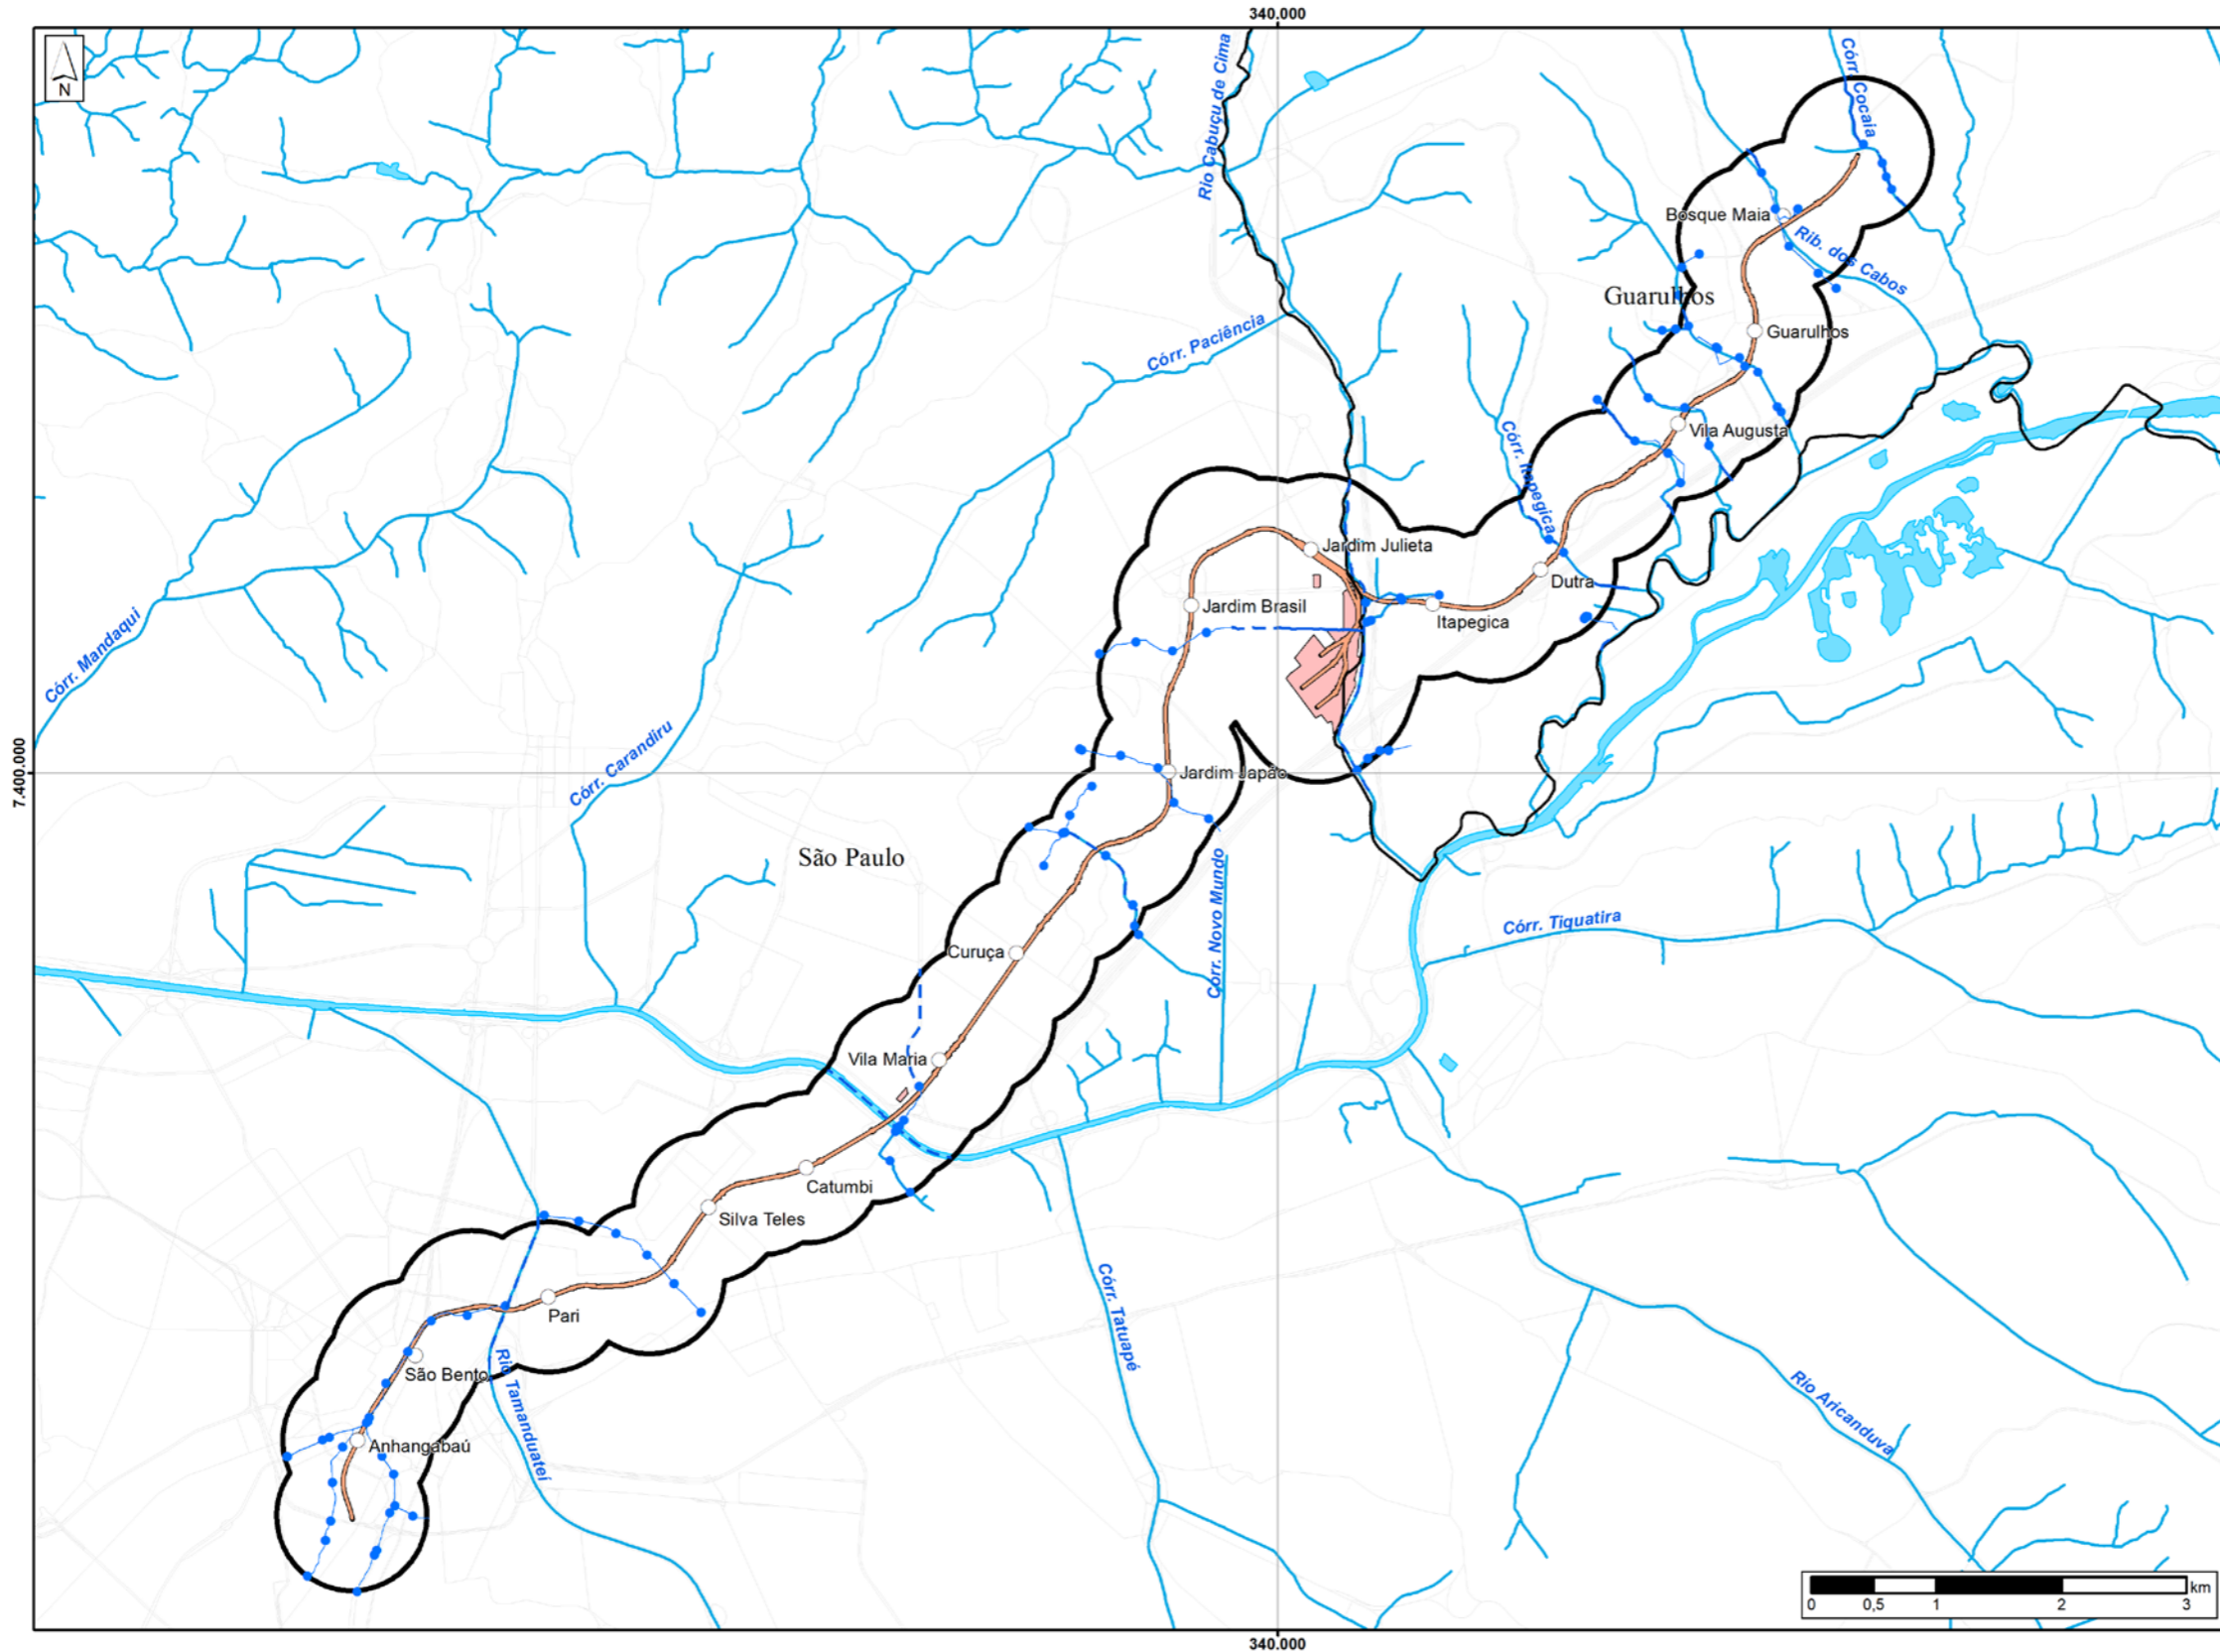 340.000
N
Rio Cabuçu de Cima
Córr. Cocaia
Bosque Maia
Rib. dos Cabos
Guarulhos
Guarulhos
Córr. Paciência
Vila Augusta
Córr. Itapegica
Jardim Julieta
Dutra
Jardim Brasil
Itapegica
Córr. Mandaqui
Córr. Carandiru
7.400.000
Jardim Japão
São Paulo
Córr. Novo Mundo
Córr. Tiquatira
Curuça
Vila Maria
Catumbi
Silva Teles
Pari
Córr. Tatuapé
São Bento
Rio Tamanduateí
Rio Aricanduva
Anhangabaú
km
0 0,5 1 2 3
340.000